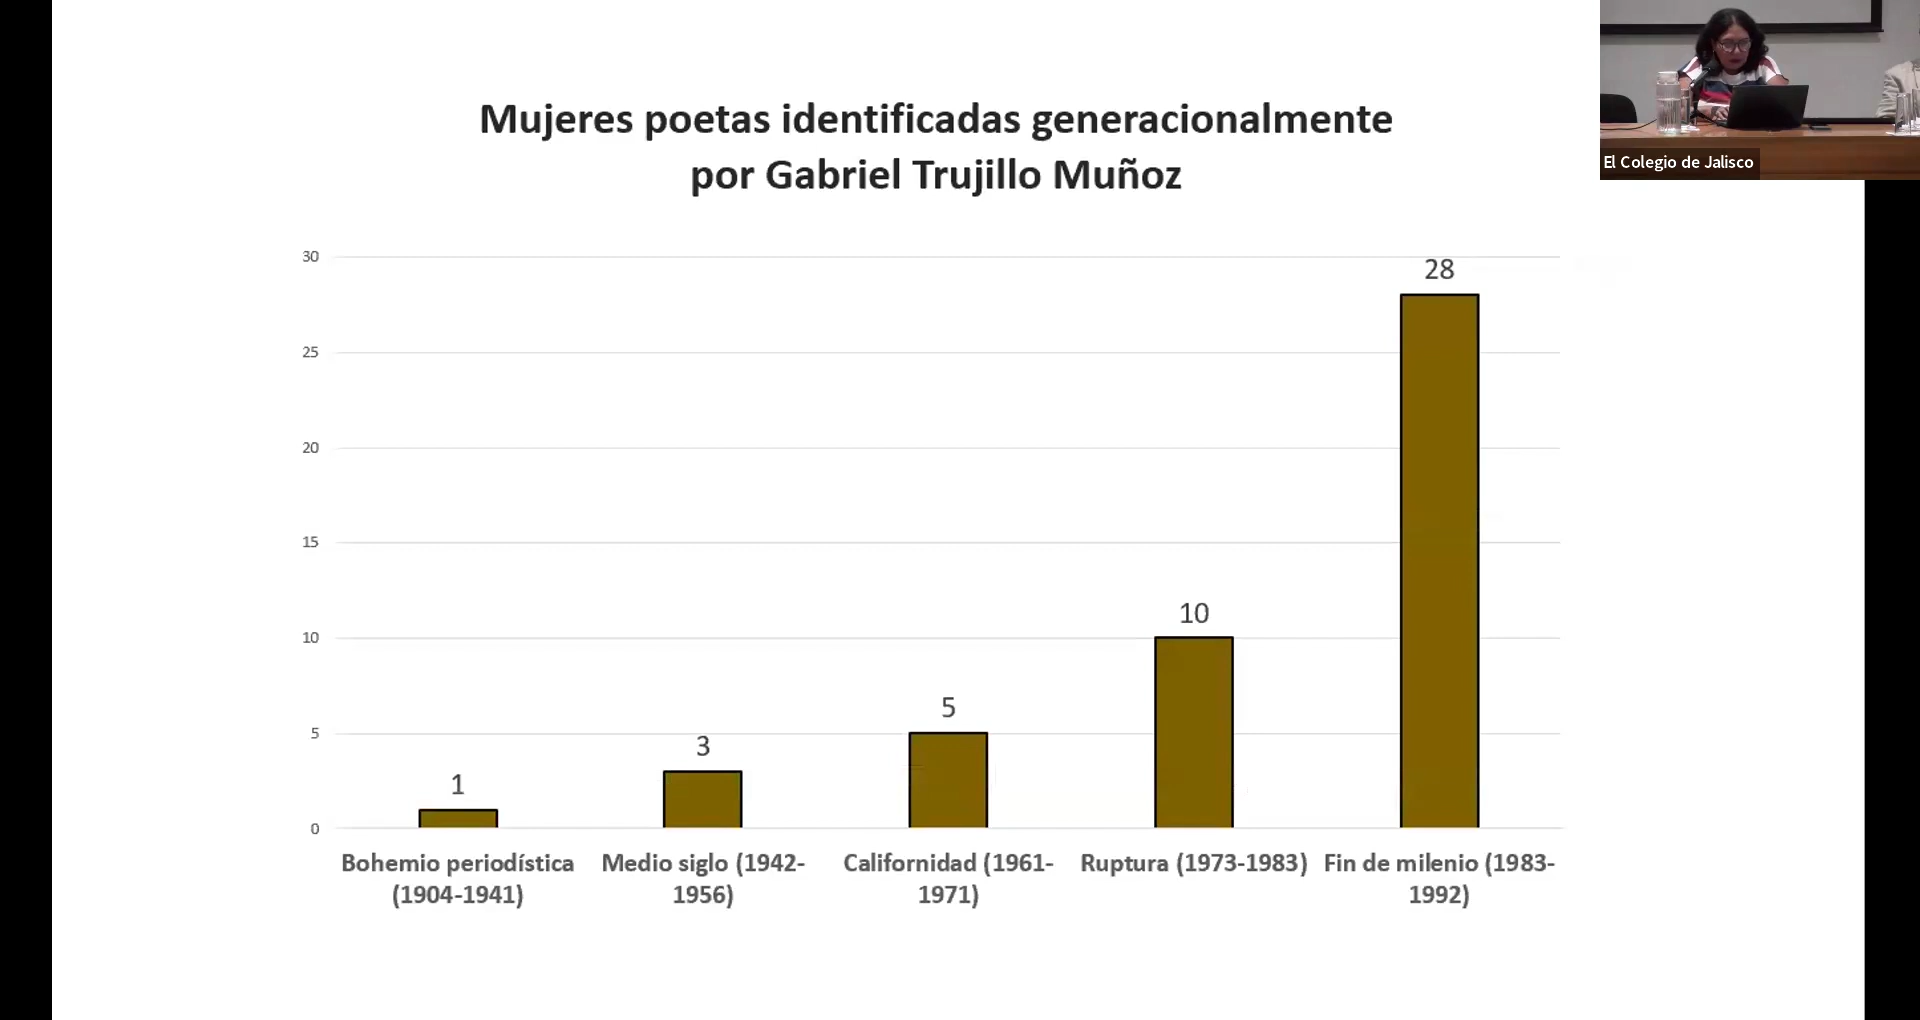 Mujeres poetas identificadas generacionalmente
por Gabriel Trujillo Muñoz
El Colegio de Jalisco
30
25
20
15
10
5
0
1
3
5
10
28
Bohemio periodística
(1904-1941)
Medio siglo (1942-
1956)
Californidad (1961-
1971)
Ruptura (1973-1983)
Fin de milenio (1983-
1992)